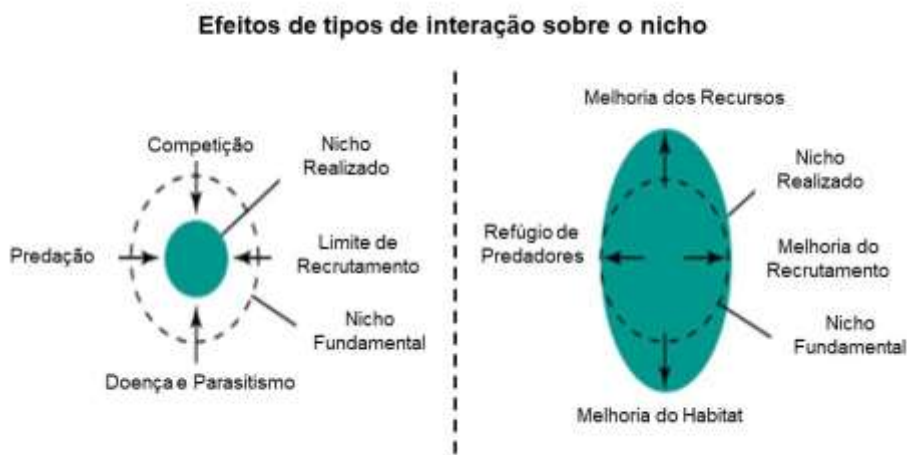 Efeitos de tipos de interação sobre o nicho
Competição
Nicho
Realizado
Predação
Limite de
Recrutamento
Nicho
Fundamental
Doença e Parasitismo
Melhoria dos Recursos
Nicho
Realizado
Refúgio de
Predadores
Melhoria do
Recrutamento
Nicho
Fundamental
Melhoria do Habitat